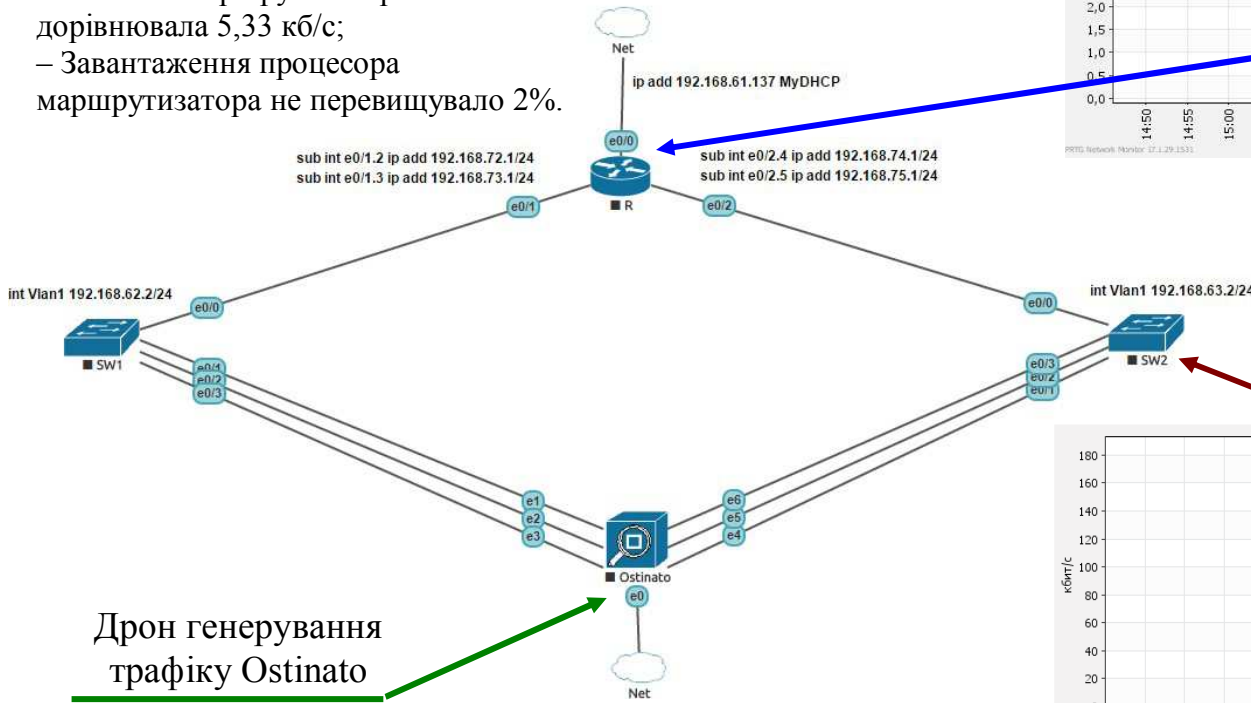 дорівнювала 5,33 кб/с;
– Завантаження процесора
маршрутизатора не перевищувало 2%.
Net
ip add 192.168.61.137 MyDHCP
e0/0
sub int e0/1.2 ip add 192.168.72.1/24
sub int e0/1.3 ip add 192.168.73.1/24
sub int e0/2.4 ip add 192.168.74.1/24
sub int e0/2.5 ip add 192.168.75.1/24
e0/1
R
e0/2
2,0
1,5
1,0
0,5
0,0
14:50
14:55
15:00
PRTG Network Monitor 17.1.29.1531
int Vlan1 192.168.62.2/24
e0/0
SW1
e0/1
e0/2
e0/3
int Vlan1 192.168.63.2/24
e0/0
SW2
e0/3
e0/2
e0/1
e1
e2
e3
e6
e5
e4
Ostinato
e0
Net
Дрон генерування
трафіку Ostinato
180
160
140
120
100
80
60
40
20
кбит/с